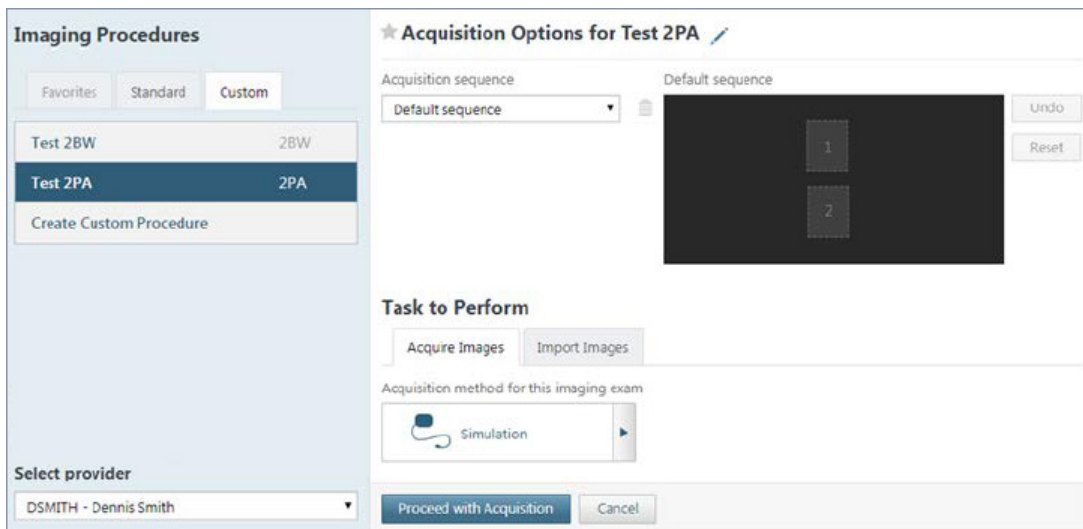 Imaging Procedures
Favorites
Standard
Custom
Test 2BW 2BW
Test 2PA 2PA
Create Custom Procedure
Select provider
DSMITH - Dennis Smith
Acquisition Options for Test 2PA
Acquisition sequence
Default sequence
Default sequence
1
2
Undo
Reset
Task to Perform
Acquire Images
Import Images
Acquisition method for this imaging exam
Simulation
Proceed with Acquisition
Cancel